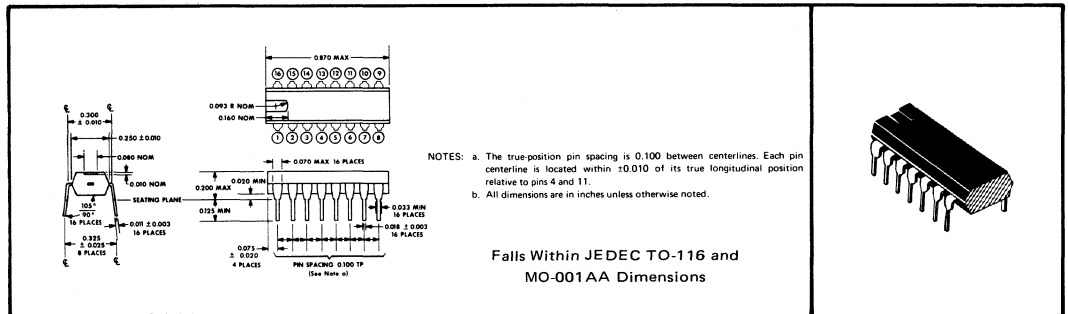 0.870 MAX
16 15 14 13 12 11 10 9
0.093 R NOM
0.160 NOM
1 2 3 4 5 6 7 8
℄ ℄
0.300
± 0.010
0.250 ± 0.010
0.080 NOM
0.010 NOM
105°
90°
16 PLACES
0.011 ± 0.003
16 PLACES
0.325
± 0.025
8 PLACES
℄ ℄
0.070 MAX 16 PLACES
0.020 MIN
0.200 MAX
SEATING PLANE
0.125 MIN
0.033 MIN
16 PLACES
0.018 ± 0.003
16 PLACES
0.075
± 0.020
4 PLACES
PIN SPACING 0.100 TP
(See Note a)
NOTES: a. The true-position pin spacing is 0.100 between centerlines. Each pin
centerline is located within ±0.010 of its true longitudinal position
relative to pins 4 and 11.
b. All dimensions are in inches unless otherwise noted.
Falls Within JEDEC TO-116 and
MO-001AA Dimensions